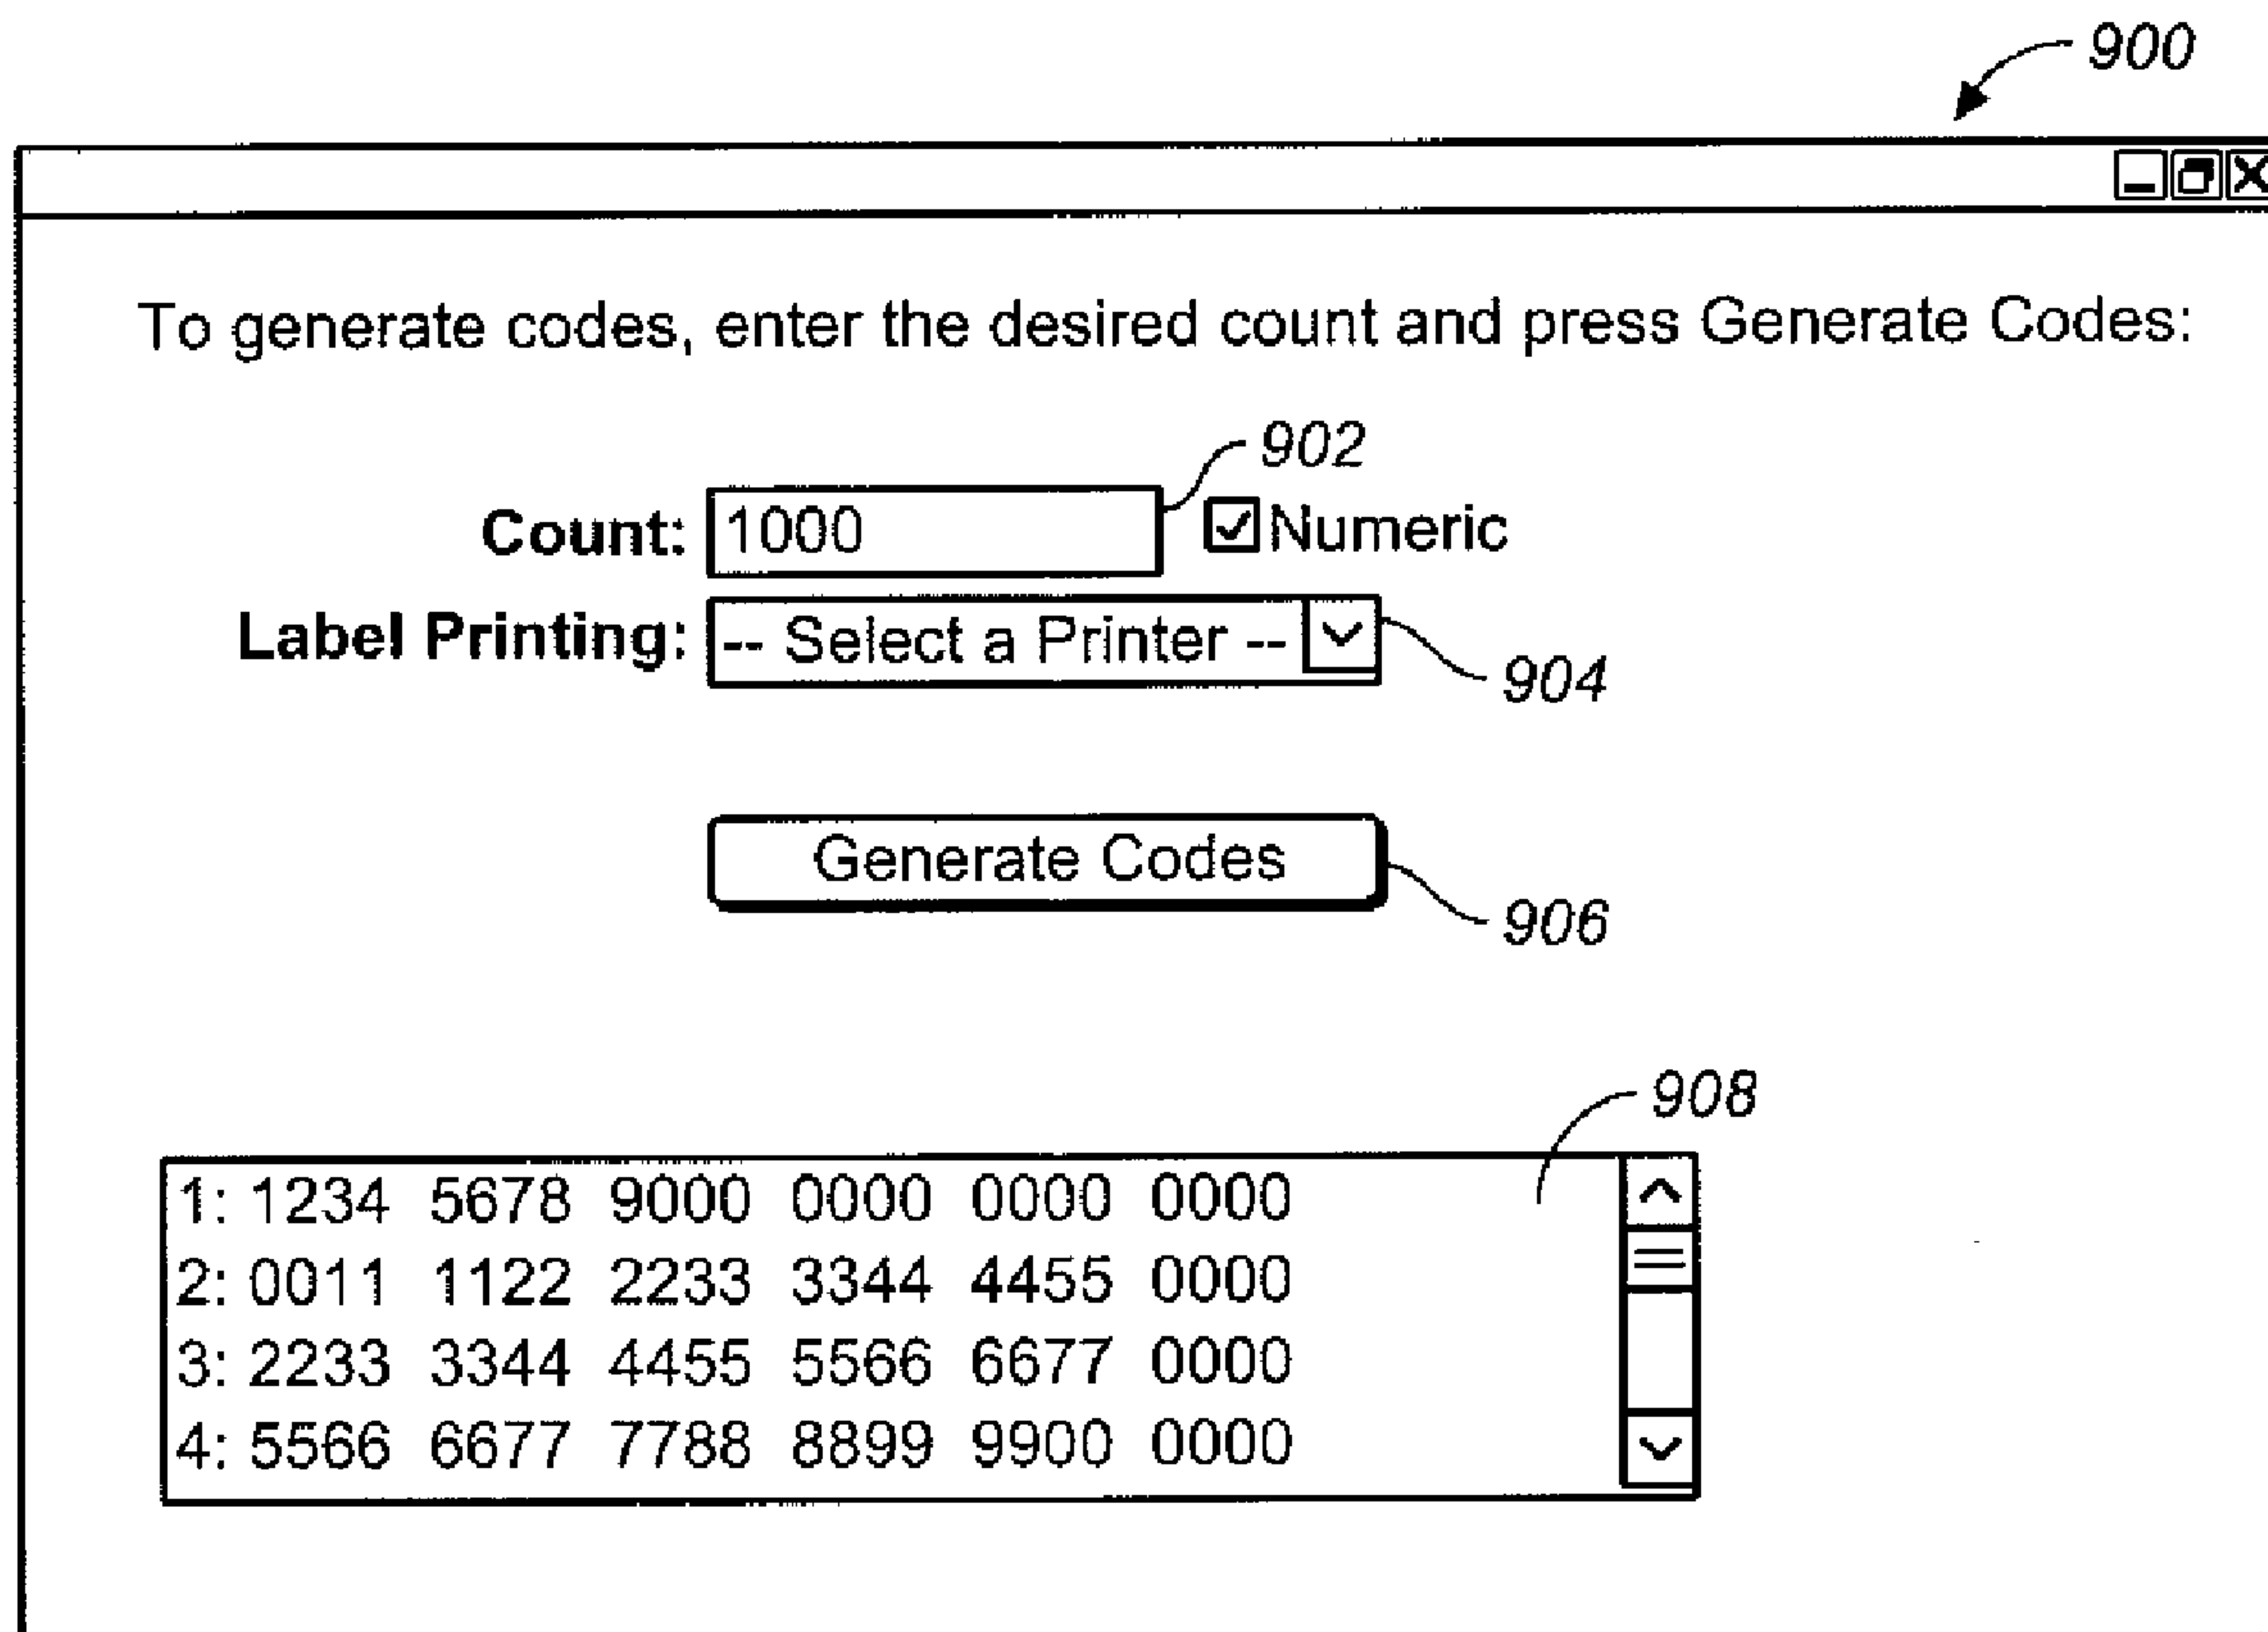 900
To generate codes, enter the desired count and press Generate Codes:
902
Count: 1000 Numeric
Label Printing: -- Select a Printer --
904
Generate Codes
906
908
1: 1234 5678 9000 0000 0000 0000
2: 0011 1122 2233 3344 4455 0000
3: 2233 3344 4455 5566 6677 0000
4: 5566 6677 7788 8899 9900 0000